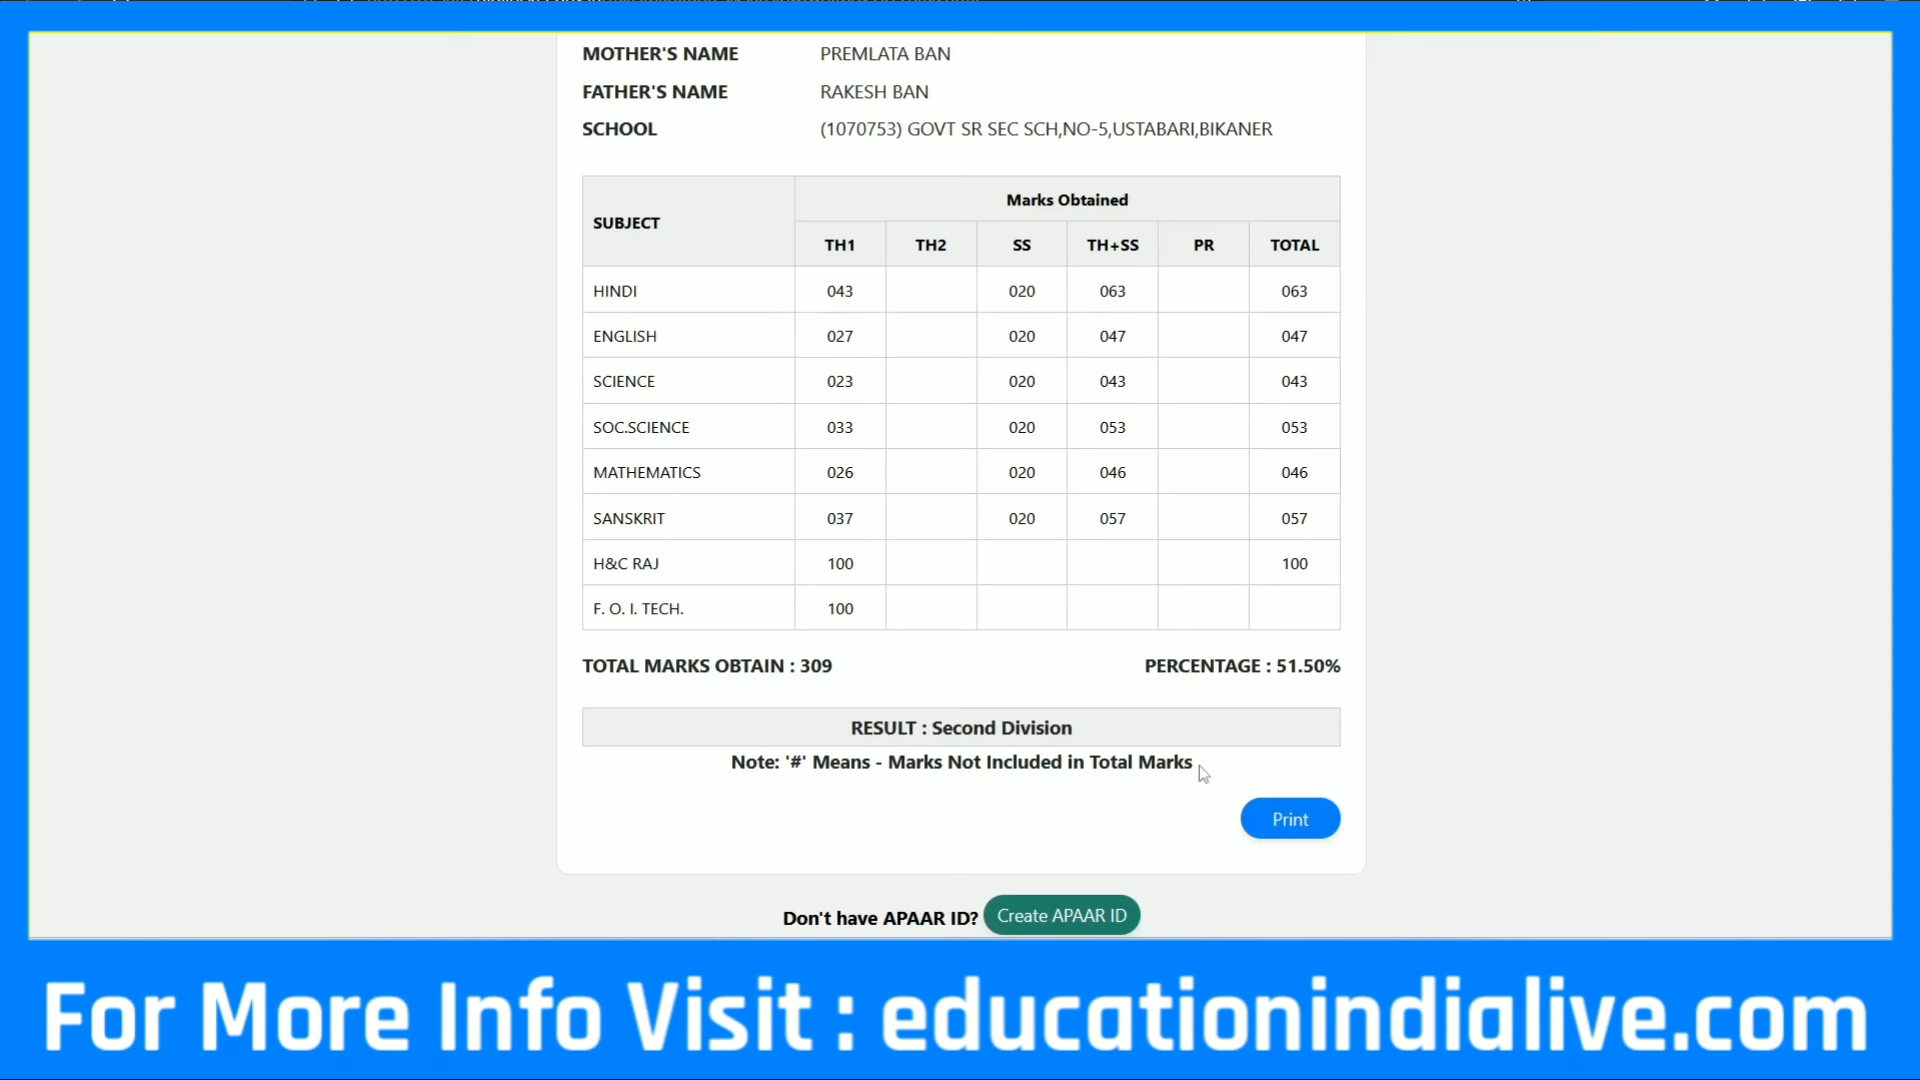 MOTHER'S NAME PREMLATA BAN
FATHER'S NAME RAKESH BAN
SCHOOL (1070753) GOVT SR SEC SCH,NO-5,USTABARI,BIKANER
SUBJECT Marks Obtained
TH1 TH2 SS TH+SS PR TOTAL
HINDI 043 020 063 063
ENGLISH 027 020 047 047
SCIENCE 023 020 043 043
SOC.SCIENCE 033 020 053 053
MATHEMATICS 026 020 046 046
SANSKRIT 037 020 057 057
H&C RAJ 100 100
F. O. I. TECH. 100
TOTAL MARKS OBTAIN : 309 PERCENTAGE : 51.50%
RESULT : Second Division
Note: '#' Means - Marks Not Included in Total Marks
Print
Don't have APAAR ID? Create APAAR ID
For More Info Visit : educationindialive.com